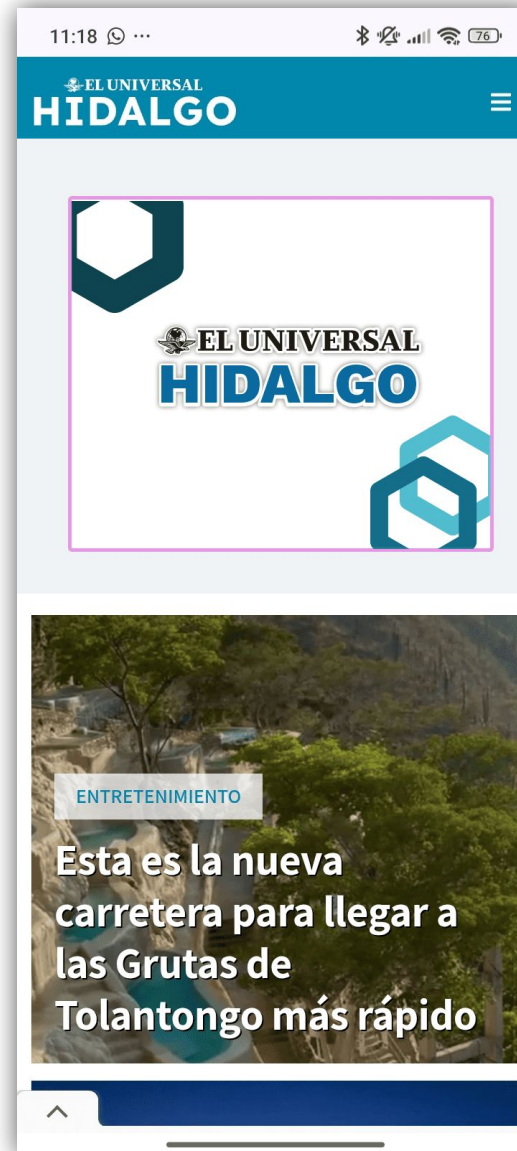 11:18
76
EL UNIVERSAL
HIDALGO
EL UNIVERSAL
HIDALGO
ENTRETENIMIENTO
Esta es la nueva
carretera para llegar a
las Grutas de
Tolantongo más rápido